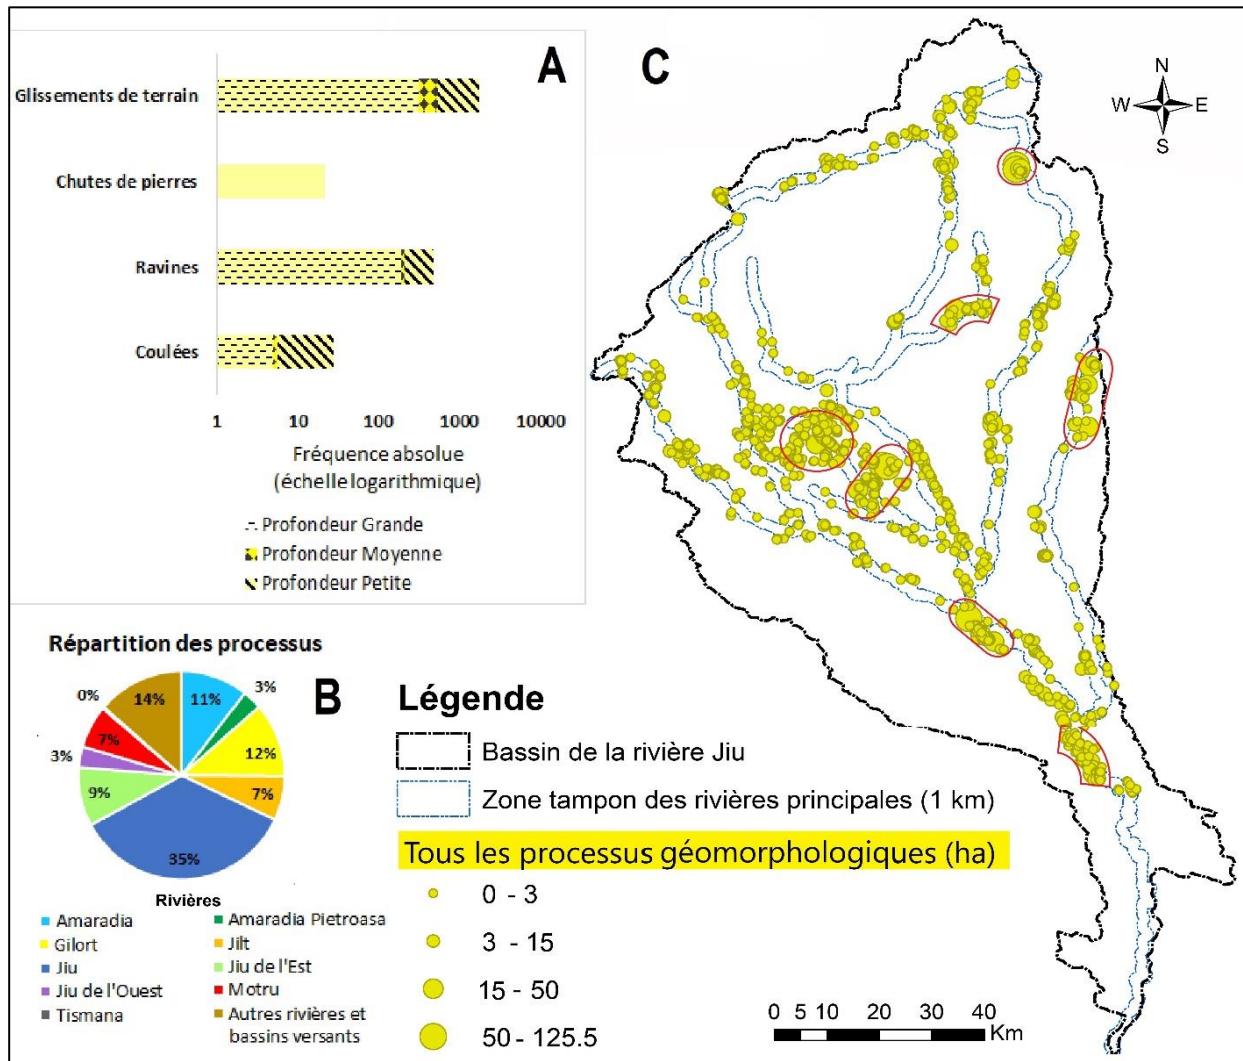 A
Glissements de terrain
Chutes de pierres
Ravines
Coulées
1 10 100 1000 10000
Fréquence absolue
(échelle logarithmique)
Profondeur Grande
Profondeur Moyenne
Profondeur Petite
C
N
W E
S
Répartition des processus
B
0%
14%
11%
3%
7%
12%
3%
9%
7%
35%
Rivières
Amaradia
Amaradia Pietroasa
Gilort
Jilt
Jiu
Jiu de l'Est
Jiu de l'Ouest
Motru
Tismana
Autres rivières et
bassins versants
Légende
Bassin de la rivière Jiu
Zone tampon des rivières principales (1 km)
Tous les processus géomorphologiques (ha)
0 - 3
3 - 15
15 - 50
50 - 125.5
0 5 10 20 30 40
Km